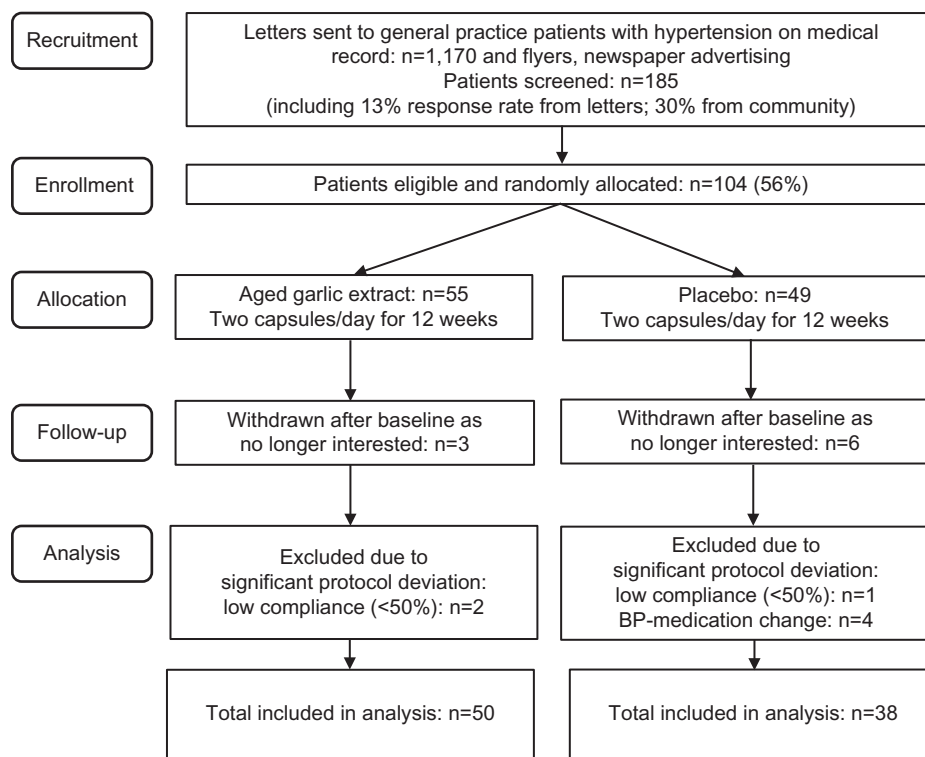 Recruitment
Letters sent to general practice patients with hypertension on medical
record: n=1,170 and flyers, newspaper advertising
Patients screened: n=185
(including 13% response rate from letters; 30% from community)
Enrollment
Patients eligible and randomly allocated: n=104 (56%)
Allocation
Aged garlic extract: n=55
Two capsules/day for 12 weeks
Placebo: n=49
Two capsules/day for 12 weeks
Follow-up
Withdrawn after baseline as
no longer interested: n=3
Withdrawn after baseline as
no longer interested: n=6
Analysis
Excluded due to
significant protocol deviation:
low compliance (<50%): n=2
Excluded due to
significant protocol deviation:
low compliance (<50%): n=1
BP-medication change: n=4
Total included in analysis: n=50
Total included in analysis: n=38